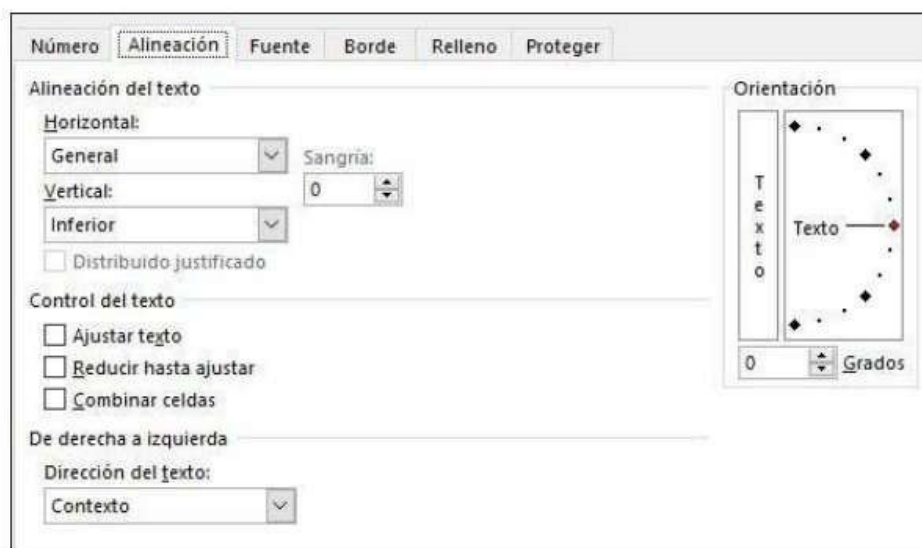 Número Alineación Fuente Borde Relleno Proteger
Alineación del texto
Horizontal:
General
Sangría:
0
Vertical:
Inferior
Distribuido justificado
Control del texto
Ajustar texto
Reducir hasta ajustar
Combinar celdas
De derecha a izquierda
Dirección del texto:
Contexto
Orientación
Texto
Texto
0 Grados